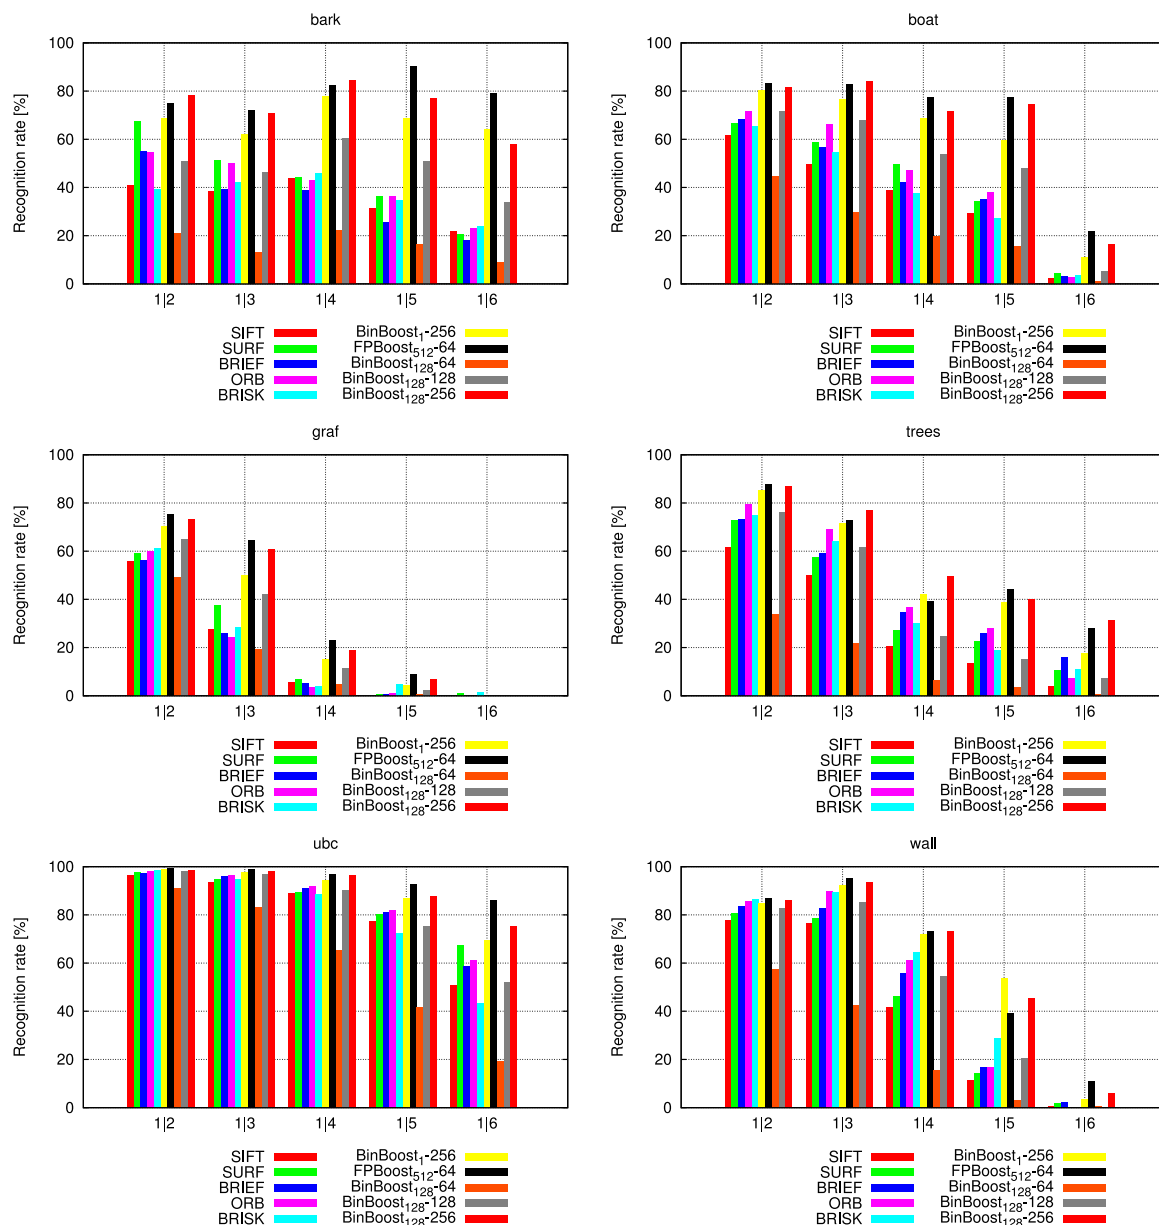 bark
Recognition rate [%]
100
80
60
40
20
0
1|2 1|3 1|4 1|5 1|6
SIFT BinBoost1-256
SURF FPBoost512-64
BRIEF BinBoost128-64
ORB BinBoost128-128
BRISK BinBoost128-256
boat
Recognition rate [%]
100
80
60
40
20
0
1|2 1|3 1|4 1|5 1|6
SIFT BinBoost1-256
SURF FPBoost512-64
BRIEF BinBoost128-64
ORB BinBoost128-128
BRISK BinBoost128-256
graf
Recognition rate [%]
100
80
60
40
20
0
1|2 1|3 1|4 1|5 1|6
SIFT BinBoost1-256
SURF FPBoost512-64
BRIEF BinBoost128-64
ORB BinBoost128-128
BRISK BinBoost128-256
trees
Recognition rate [%]
100
80
60
40
20
0
1|2 1|3 1|4 1|5 1|6
SIFT BinBoost1-256
SURF FPBoost512-64
BRIEF BinBoost128-64
ORB BinBoost128-128
BRISK BinBoost128-256
ubc
Recognition rate [%]
100
80
60
40
20
0
1|2 1|3 1|4 1|5 1|6
SIFT BinBoost1-256
SURF FPBoost512-64
BRIEF BinBoost128-64
ORB BinBoost128-128
BRISK BinBoost128-256
wall
Recognition rate [%]
100
80
60
40
20
0
1|2 1|3 1|4 1|5 1|6
SIFT BinBoost1-256
SURF FPBoost512-64
BRIEF BinBoost128-64
ORB BinBoost128-128
BRISK BinBoost128-256